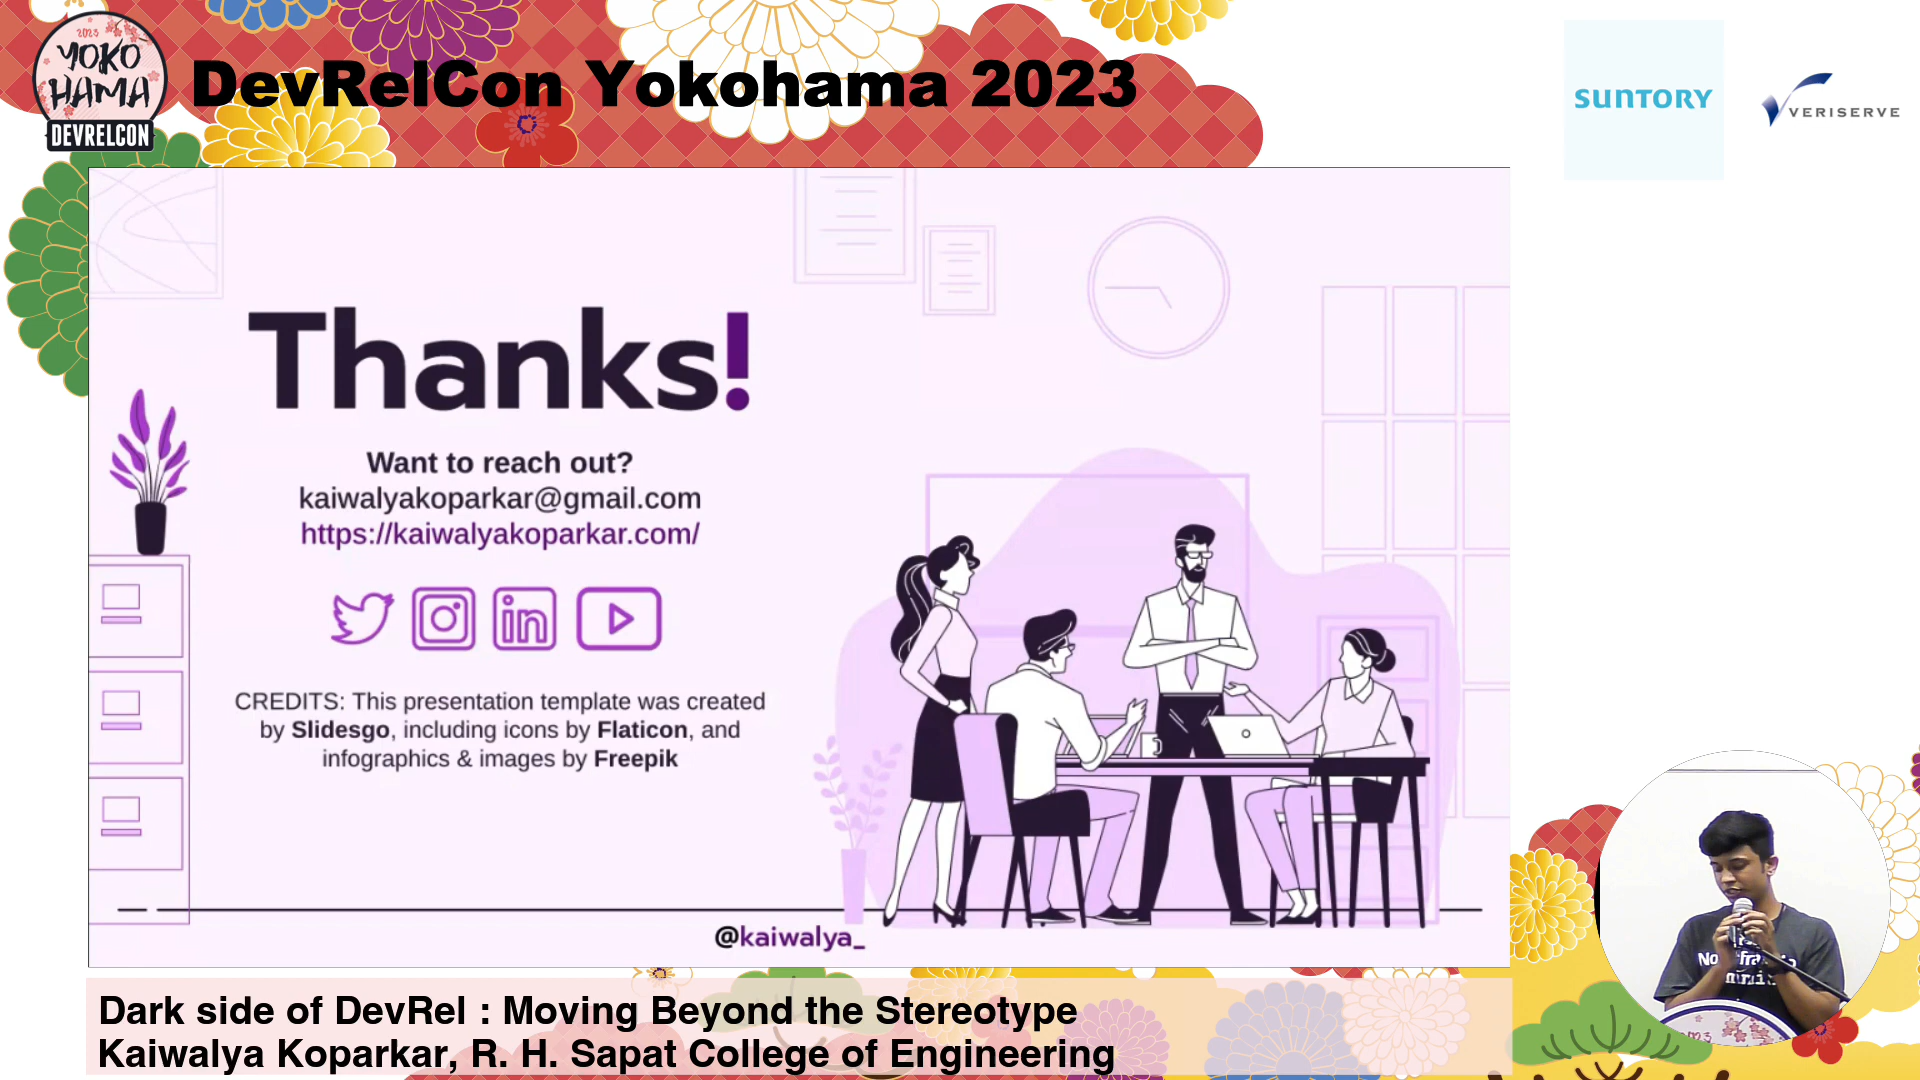 2023
YOKO
HAMA
DEVRELCON
DevRelCon Yokohama 2023
SUNTORY
VERISERVE
Thanks!
Want to reach out?
kaiwalyakoparkar@gmail.com
https://kaiwalyakoparkar.com/
in
CREDITS: This presentation template was created
by Slidesgo, including icons by Flaticon, and
infographics & images by Freepik
@kaiwalya_
Dark side of DevRel : Moving Beyond the Stereotype
Kaiwalya Koparkar, R. H. Sapat College of Engineering